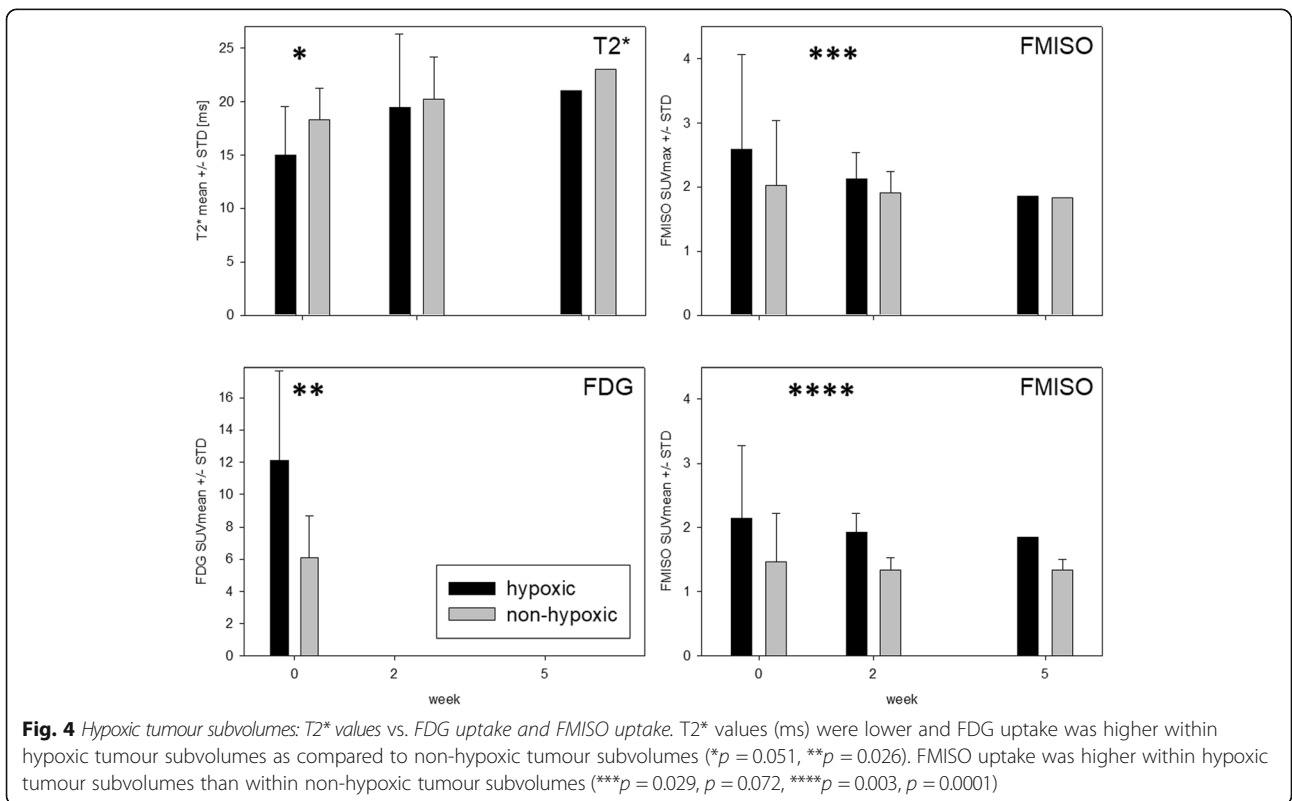 T2*
*
25
20
15
10
5
0
T2* mean +/- STD [ms]
FMISO
***
4
3
2
1
0
FMISO SUVmax +/- STD
0
2
5
FDG
**
16
14
12
10
8
6
4
2
0
FDG SUVmean +/- STD
hypoxic
non-hypoxic
0
2
5
week
FMISO
****
4
3
2
1
0
FMISO SUVmean +/- STD
0
2
5
week
Fig. 4 Hypoxic tumour subvolumes: T2* values vs. FDG uptake and FMISO uptake. T2* values (ms) were lower and FDG uptake was higher within
hypoxic tumour subvolumes as compared to non-hypoxic tumour subvolumes (*p = 0.051, **p = 0.026). FMISO uptake was higher within hypoxic
tumour subvolumes than within non-hypoxic tumour subvolumes (***p = 0.029, p = 0.072, ****p = 0.003, p = 0.0001)